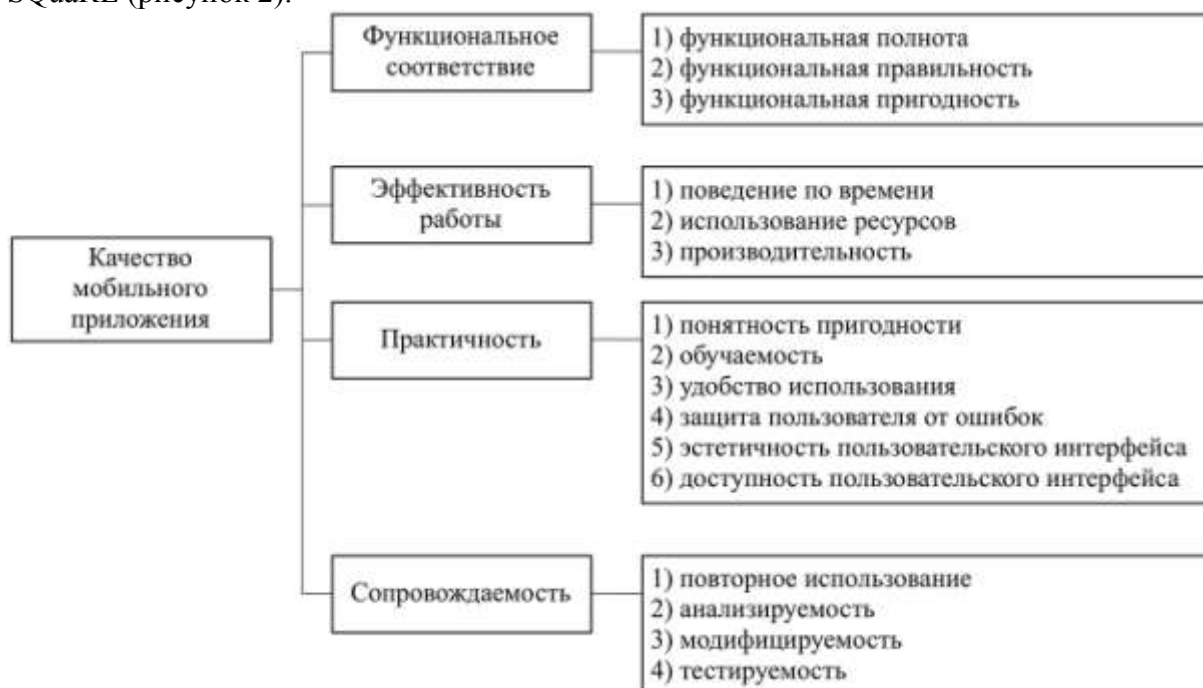 SQuaRE (рисунок 2).
Качество
мобильного
приложения
Функциональное
соответствие
1) функциональная полнота
2) функциональная правильность
3) функциональная пригодность
Эффективность
работы
1) поведение по времени
2) использование ресурсов
3) производительность
Практичность
1) понятность пригодности
2) обучаемость
3) удобство использования
4) защита пользователя от ошибок
5) эстетичность пользовательского интерфейса
6) доступность пользовательского интерфейса
Сопровождаемость
1) повторное использование
2) анализируемость
3) модифицируемость
4) тестируемость